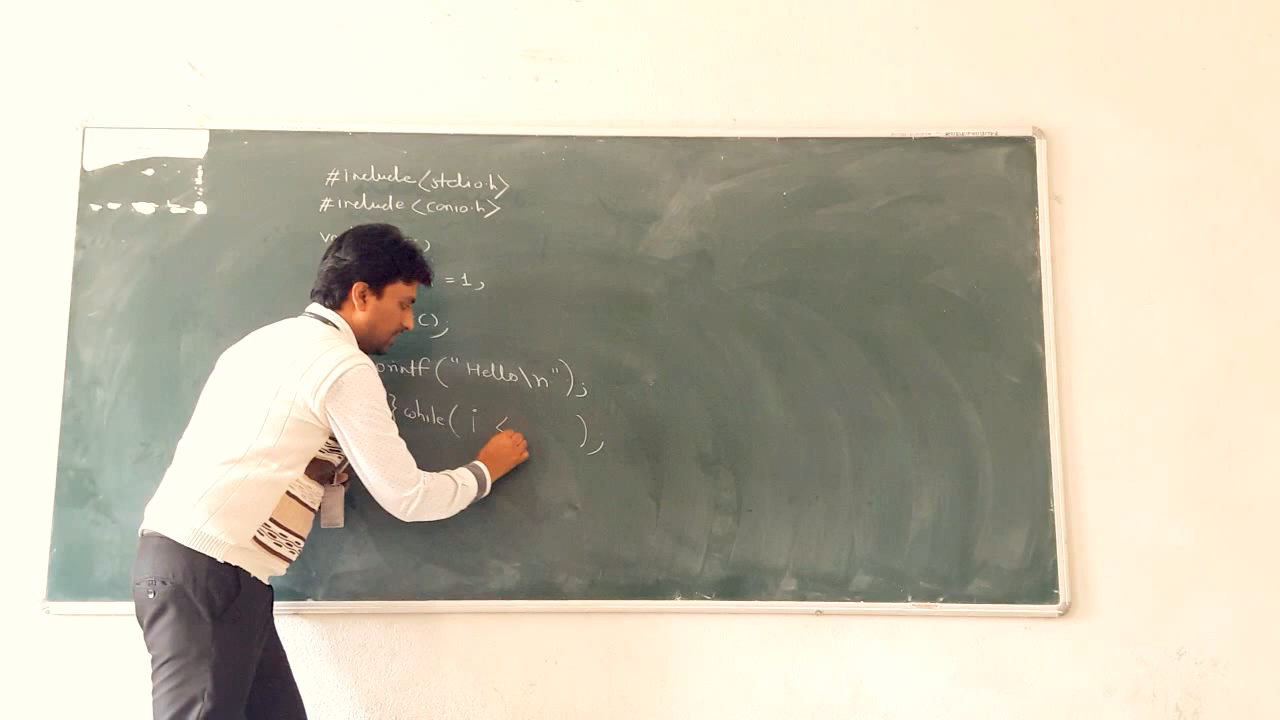 #include<stdio.h>
#include<conio.h>
)
=1,
();
printf("Hello\n");
}while( i < );